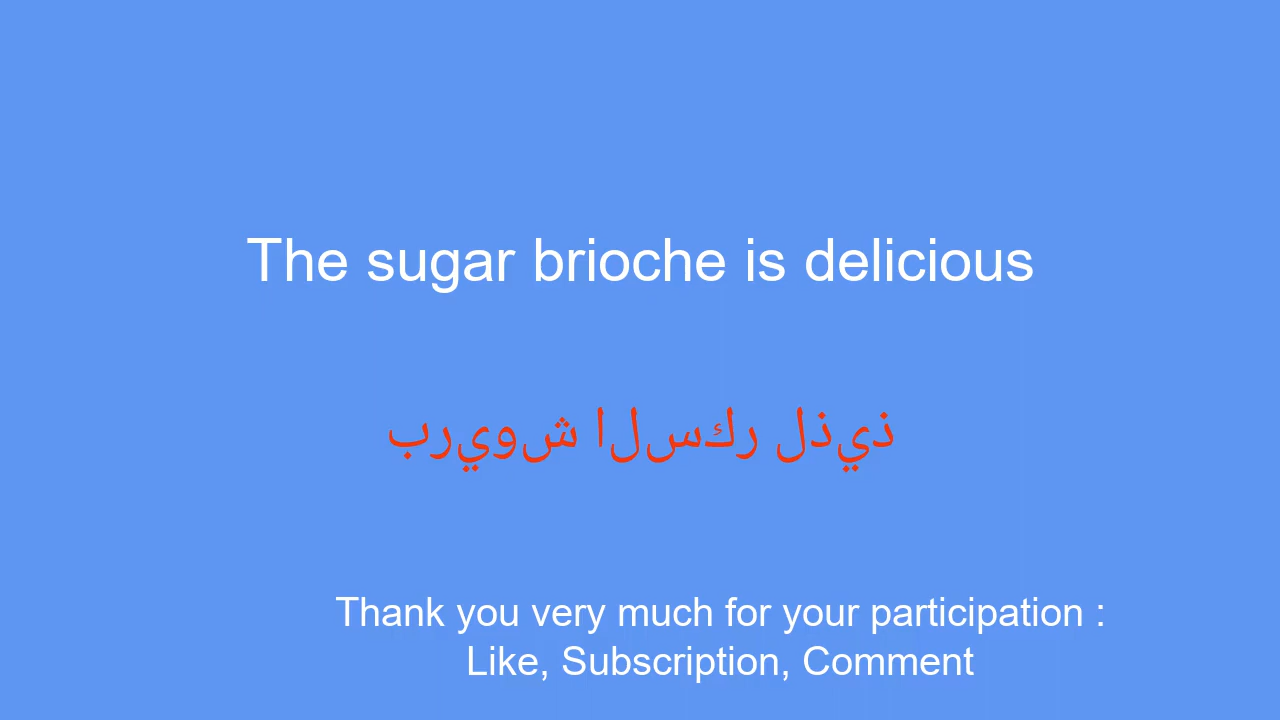 The sugar brioche is delicious
بريوش السكر لذيذ
Thank you very much for your participation :
Like, Subscription, Comment